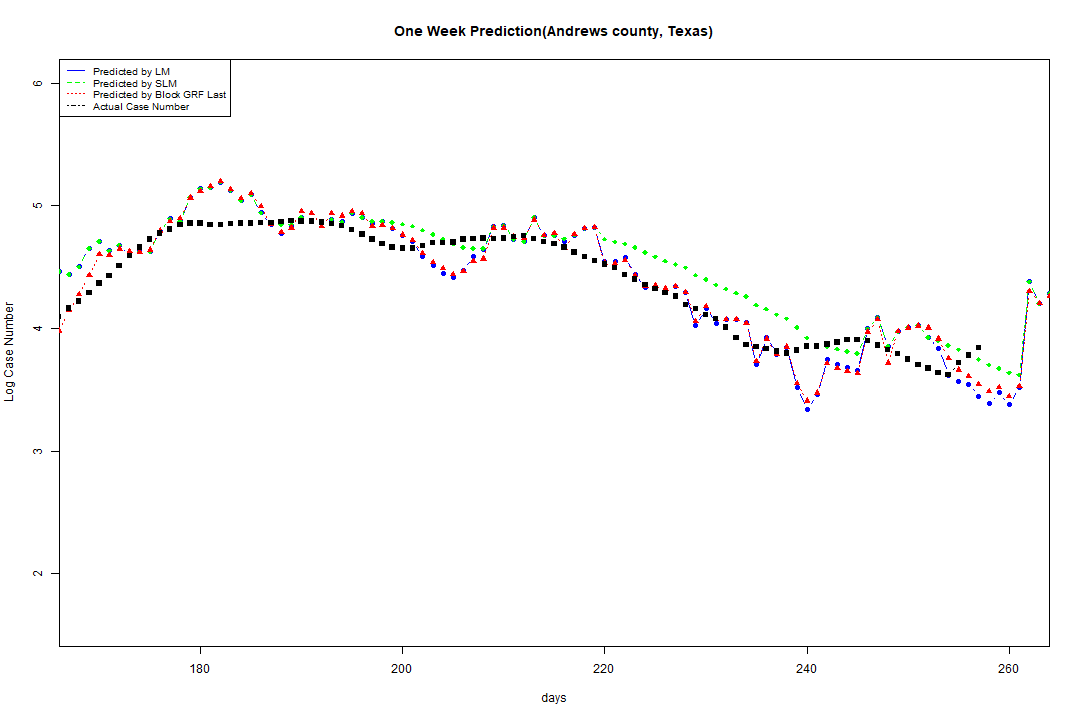 One Week Prediction(Andrews county, Texas)
Predicted by LM
Predicted by SLM
Predicted by Block GRF Last
Actual Case Number
6
5
4
3
2
Log Case Number
180
200
220
240
260
days